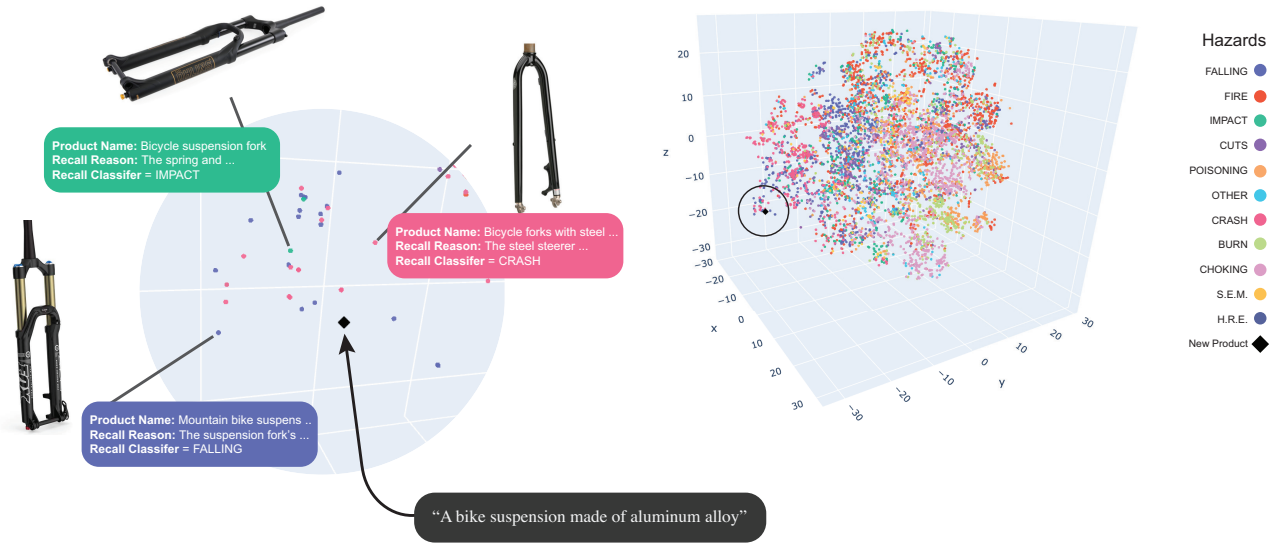 Product Name: Bicycle suspension fork
Recall Reason: The spring and ...
Recall Classifer = IMPACT
Product Name: Bicycle forks with steel ...
Recall Reason: The steel steerer ...
Recall Classifer = CRASH
Product Name: Mountain bike suspens ..
Recall Reason: The suspension fork's ...
Recall Classifer = FALLING
“A bike suspension made of aluminum alloy”
20
10
0
−10
−20
−30
z
−30
−20
−10
0
10
20
30
x
−30
−20
−10
0
10
20
30
y
Hazards
FALLING
FIRE
IMPACT
CUTS
POISONING
OTHER
CRASH
BURN
CHOKING
S.E.M.
H.R.E.
New Product
FOX